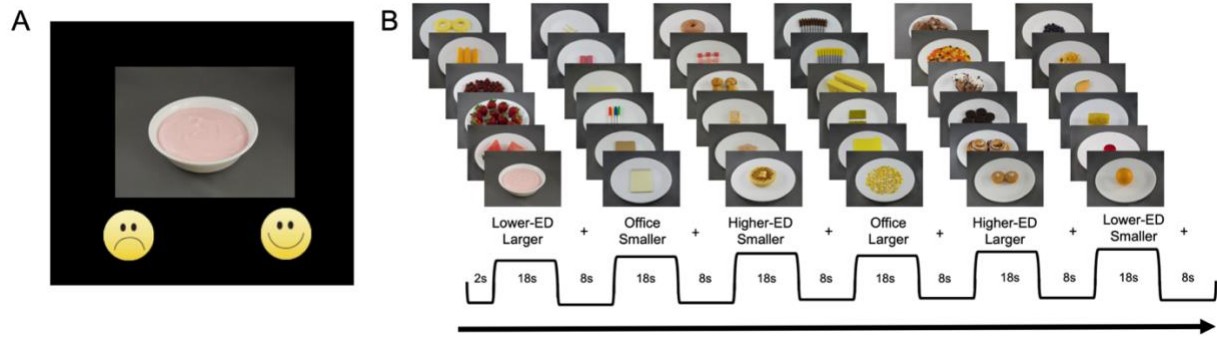 A
B
Lower-ED
Larger
+
Office
Smaller
+
Higher-ED
Smaller
+
Office
Larger
+
Higher-ED
Larger
+
Lower-ED
Smaller
+
2s
18s
8s
18s
8s
18s
8s
18s
8s
18s
8s
18s
8s